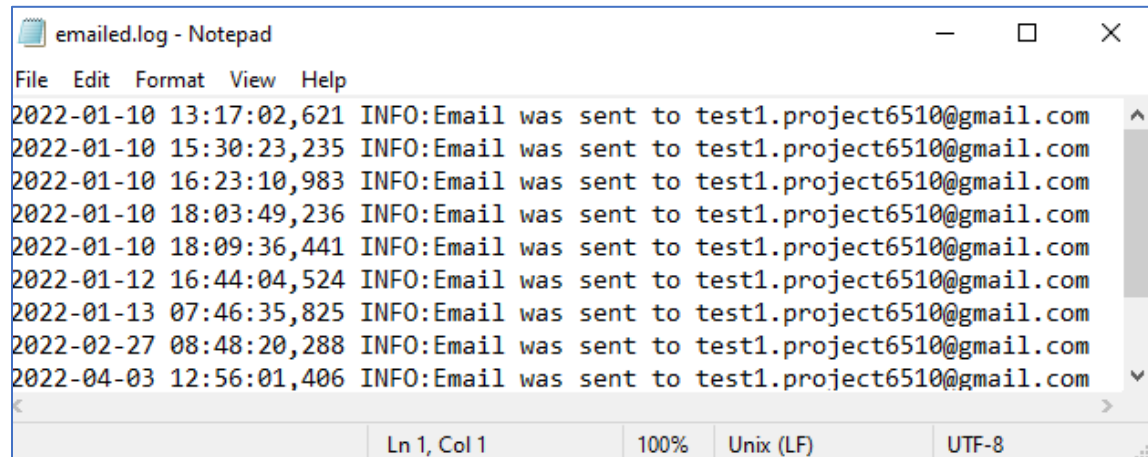 emailed.log - Notepad
File Edit Format View Help
2022-01-10 13:17:02,621 INFO:Email was sent to test1.project6510@gmail.com
2022-01-10 15:30:23,235 INFO:Email was sent to test1.project6510@gmail.com
2022-01-10 16:23:10,983 INFO:Email was sent to test1.project6510@gmail.com
2022-01-10 18:03:49,236 INFO:Email was sent to test1.project6510@gmail.com
2022-01-10 18:09:36,441 INFO:Email was sent to test1.project6510@gmail.com
2022-01-12 16:44:04,524 INFO:Email was sent to test1.project6510@gmail.com
2022-01-13 07:46:35,825 INFO:Email was sent to test1.project6510@gmail.com
2022-02-27 08:48:20,288 INFO:Email was sent to test1.project6510@gmail.com
2022-04-03 12:56:01,406 INFO:Email was sent to test1.project6510@gmail.com
Ln 1, Col 1 100% Unix (LF) UTF-8